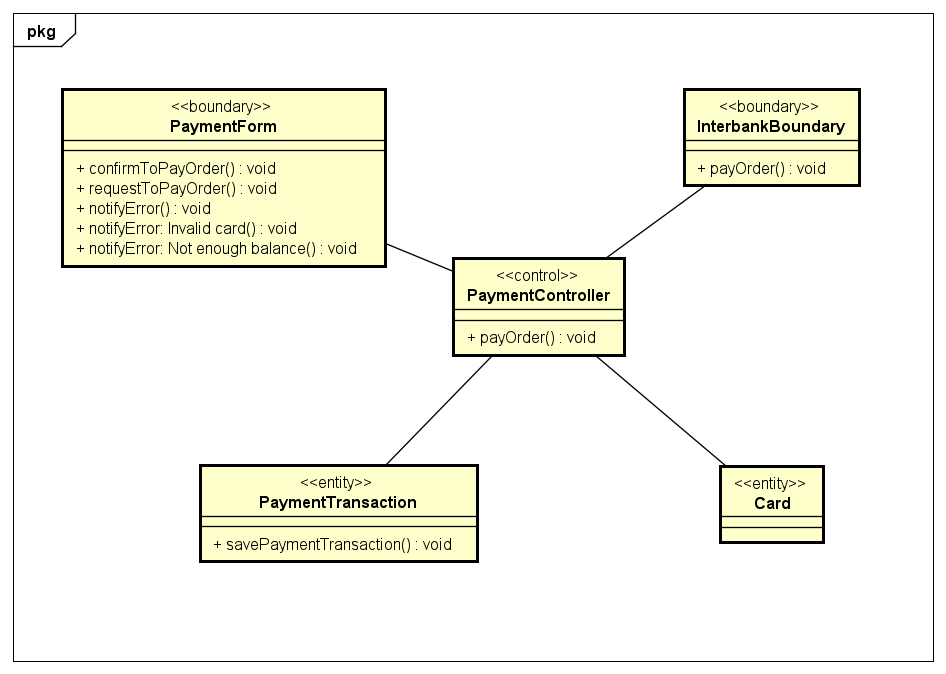 pkg
<<boundary>>
PaymentForm
+ confirmToPayOrder() : void
+ requestToPayOrder() : void
+ notifyError() : void
+ notifyError: Invalid card() : void
+ notifyError: Not enough balance() : void
<<boundary>>
InterbankBoundary
+ payOrder() : void
<<control>>
PaymentController
+ payOrder() : void
<<entity>>
PaymentTransaction
+ savePaymentTransaction() : void
<<entity>>
Card